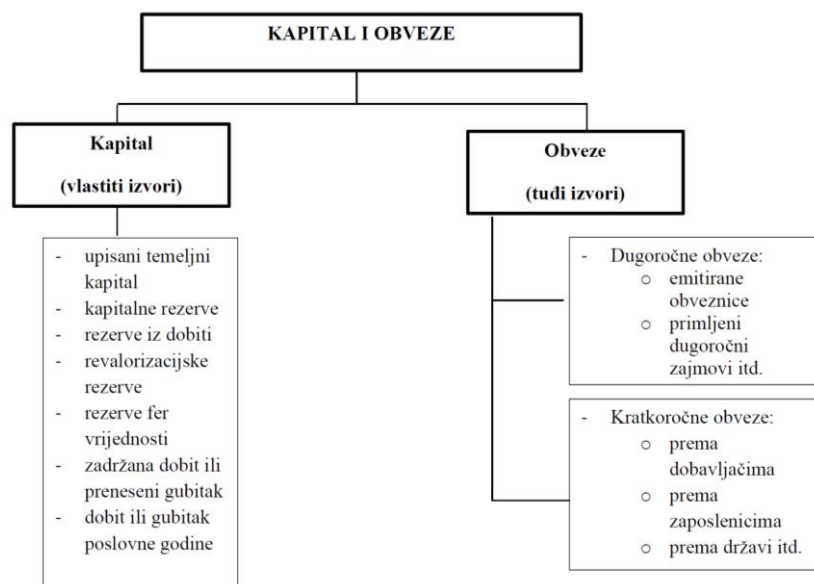 KAPITAL I OBVEZE
Kapital
(vlastiti izvori)
- upisani temeljni
kapital
- kapitalne rezerve
- rezerve iz dobiti
- revalorizacijske
rezerve
- rezerve fer
vrijednosti
- zadržana dobit ili
preneseni gubitak
- dobit ili gubitak
poslovne godine
Obveze
(tuđi izvori)
- Dugoročne obveze:
o emitirane
obveznice
o primljeni
dugoročni
zajmovi itd.
- Kratkoročne obveze:
o prema
dobavljačima
o prema
zaposlenicima
o prema državi itd.